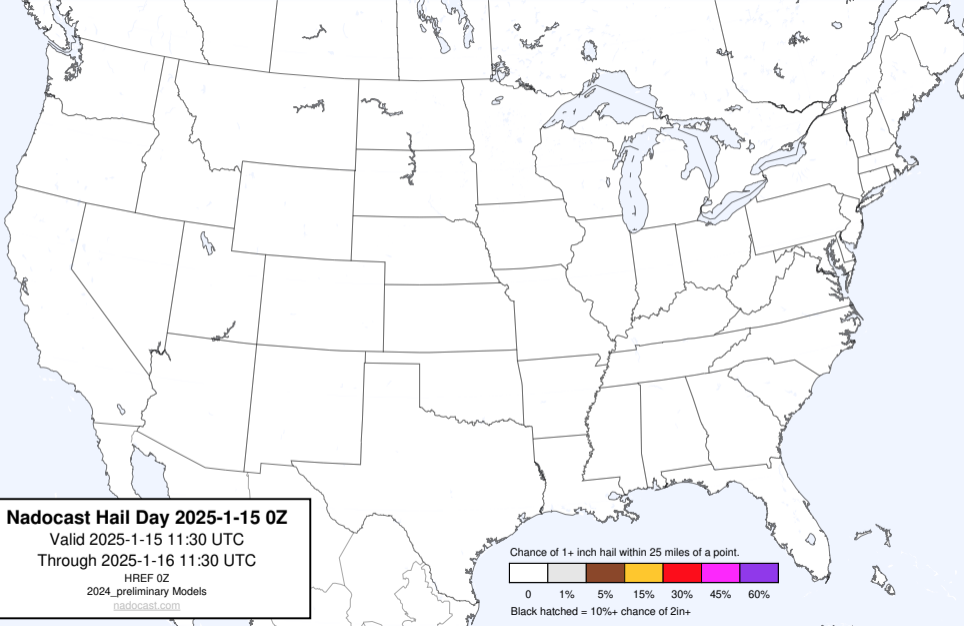 Nadocast Hail Day 2025-1-15 0Z
Valid 2025-1-15 11:30 UTC
Through 2025-1-16 11:30 UTC
HREF 0Z
2024_preliminary Models
nadocast.com
Chance of 1+ inch hail within 25 miles of a point.
0 1% 5% 15% 30% 45% 60%
Black hatched = 10%+ chance of 2in+